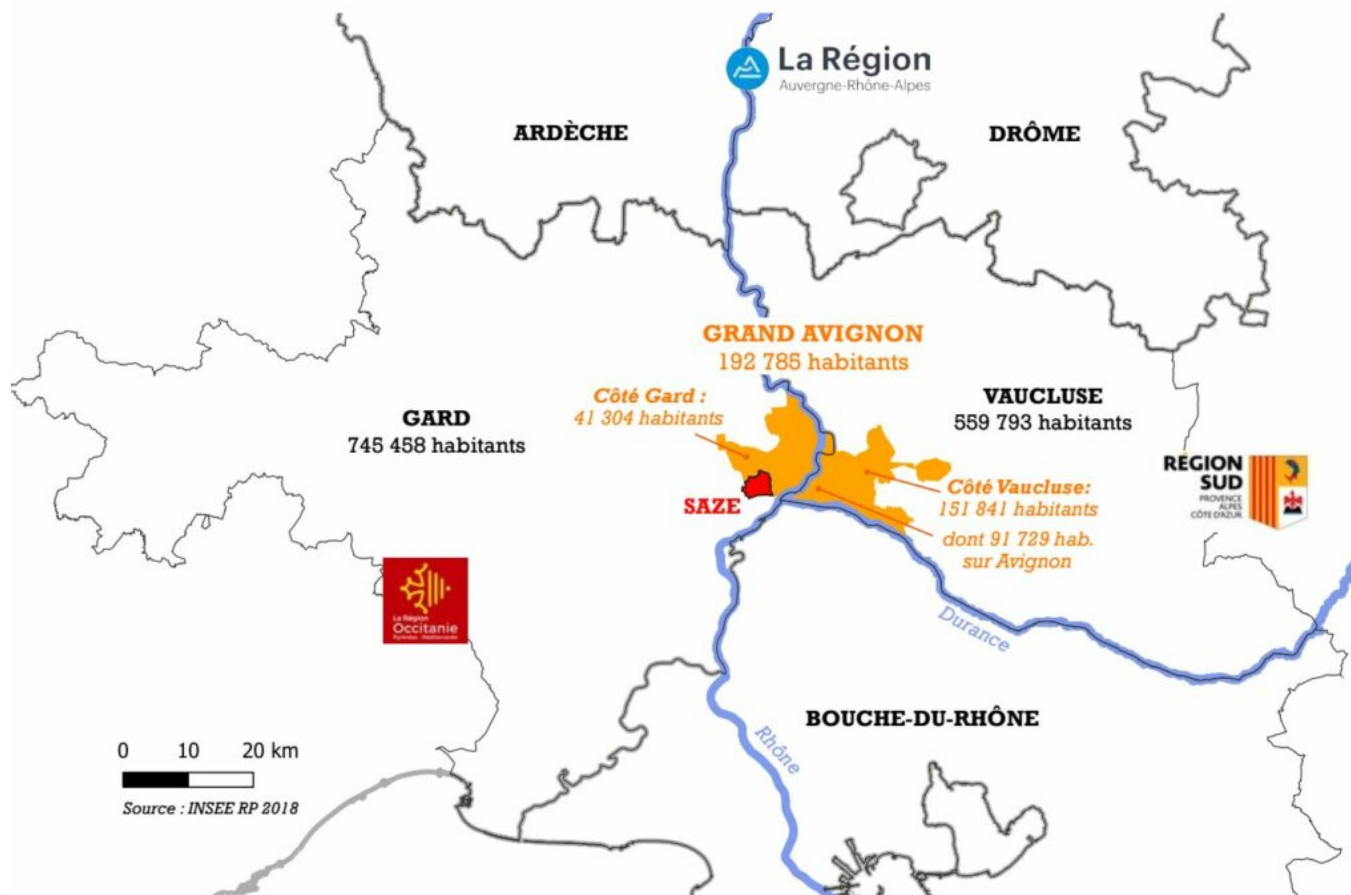 La Région
Auvergne-Rhône-Alpes
ARDÈCHE
DRÔME
GRAND AVIGNON
192 785 habitants
Côté Gard :
41 304 habitants
GARD
745 458 habitants
VAUCLUSE
559 793 habitants
SAZE
Côté Vaucluse:
151 841 habitants
dont 91 729 hab.
sur Avignon
RÉGION
SUD
PROVENCE
ALPES
CÔTE D'AZUR
La Région
Occitanie
Pyrénées - Méditerranée
Durance
BOUCHE-DU-RHÔNE
Rhône
0 10 20 km
Source : INSEE RP 2018